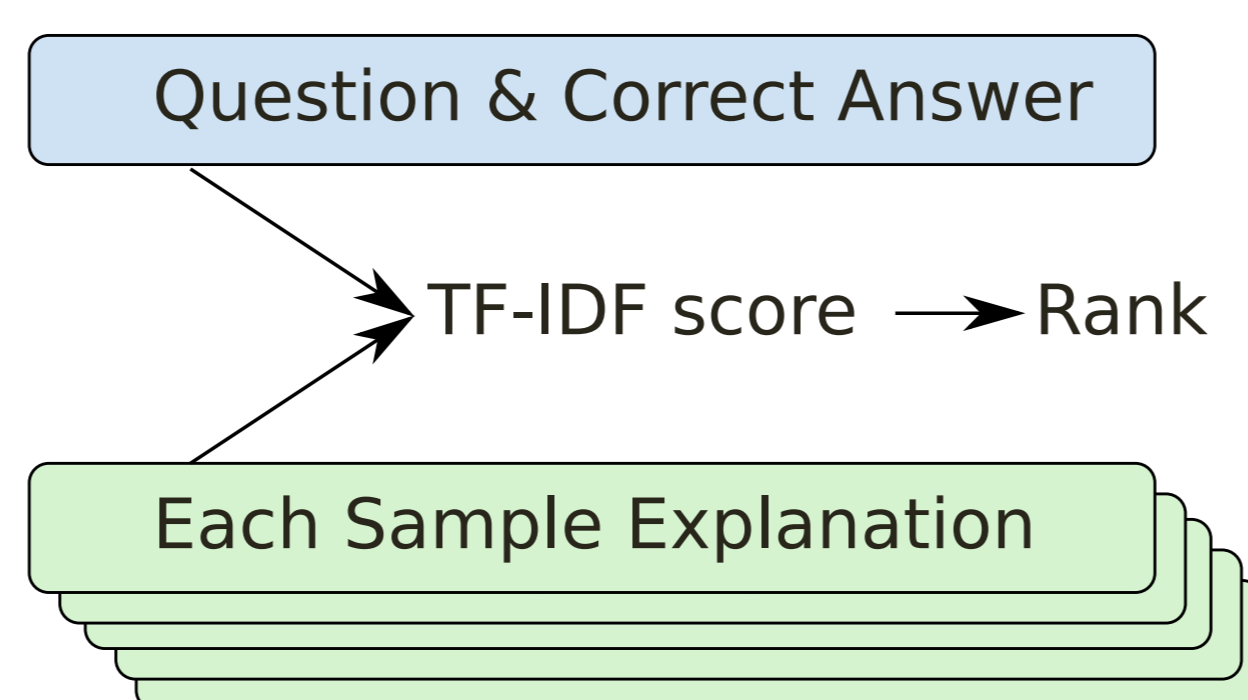 Question & Correct Answer
TF-IDF score
Rank
Each Sample Explanation